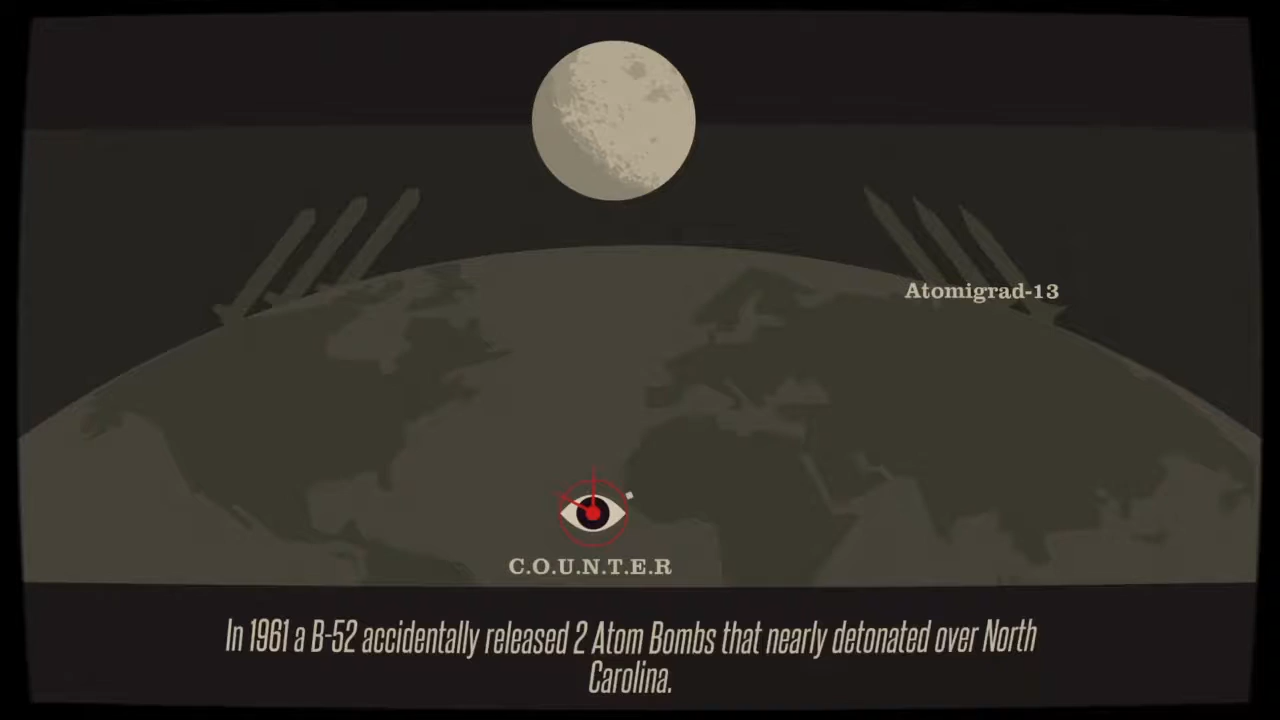 Atomigrad-13
C.O.U.N.T.E.R
In 1961 a B-52 accidentally released 2 Atom Bombs that nearly detonated over North
Carolina.